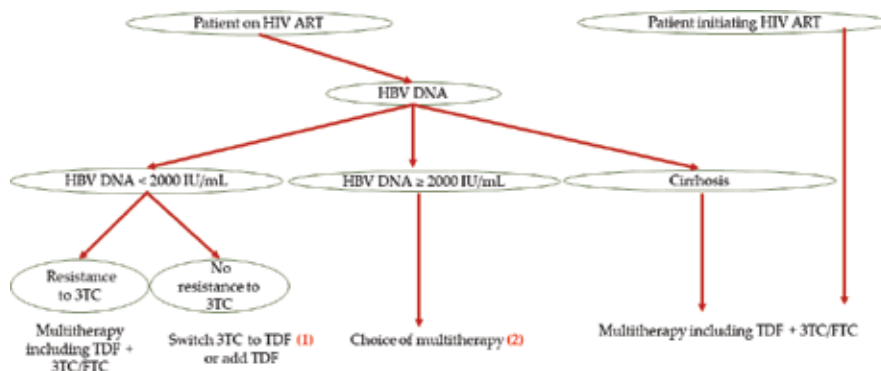 Patient on HIV ART
Patient initiating HIV ART
HBV DNA
HBV DNA < 2000 IU/mL
HBV DNA ≥ 2000 IU/mL
Cirrhosis
Resistance
to 3TC
No
resistance to
3TC
Multitherapy
including TDF +
3TC/FTC
Switch 3TC to TDF (1)
or add TDF
Choice of multitherapy (2)
Multitherapy including TDF + 3TC/FTC